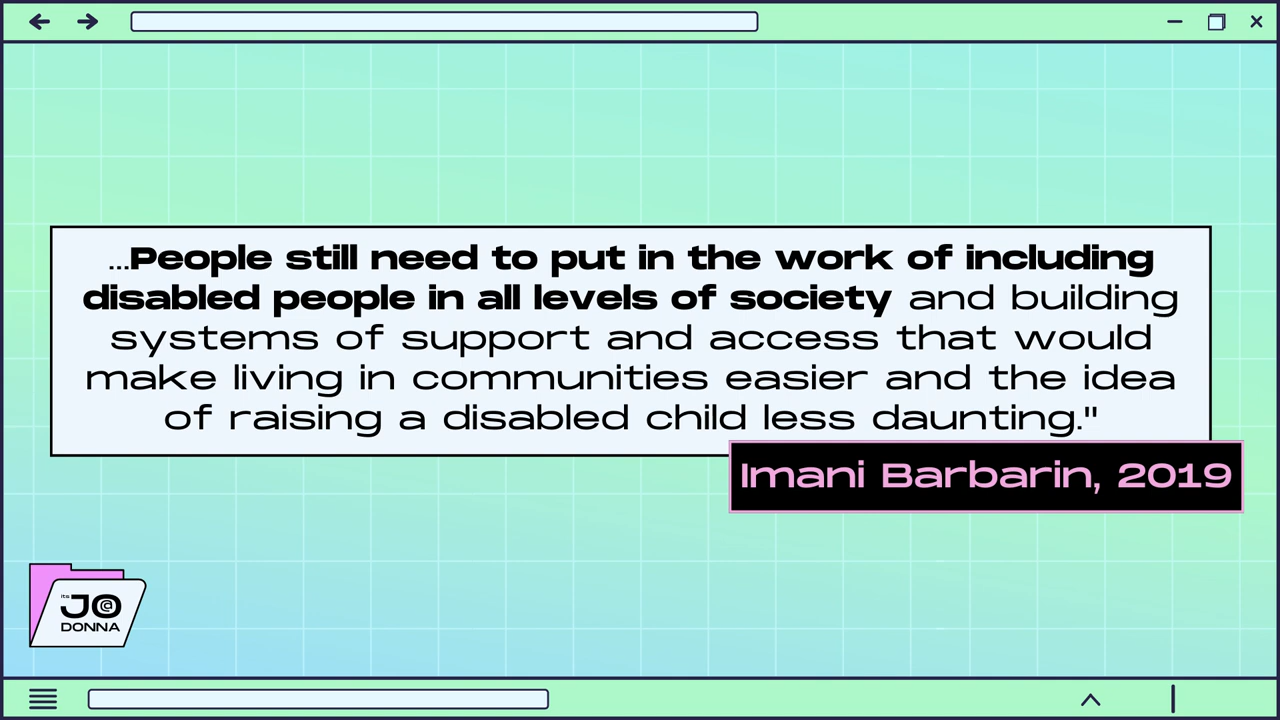 ...People still need to put in the work of including
disabled people in all levels of society and building
systems of support and access that would
make living in communities easier and the idea
of raising a disabled child less daunting."
Imani Barbarin, 2019
its JO@
DONNA